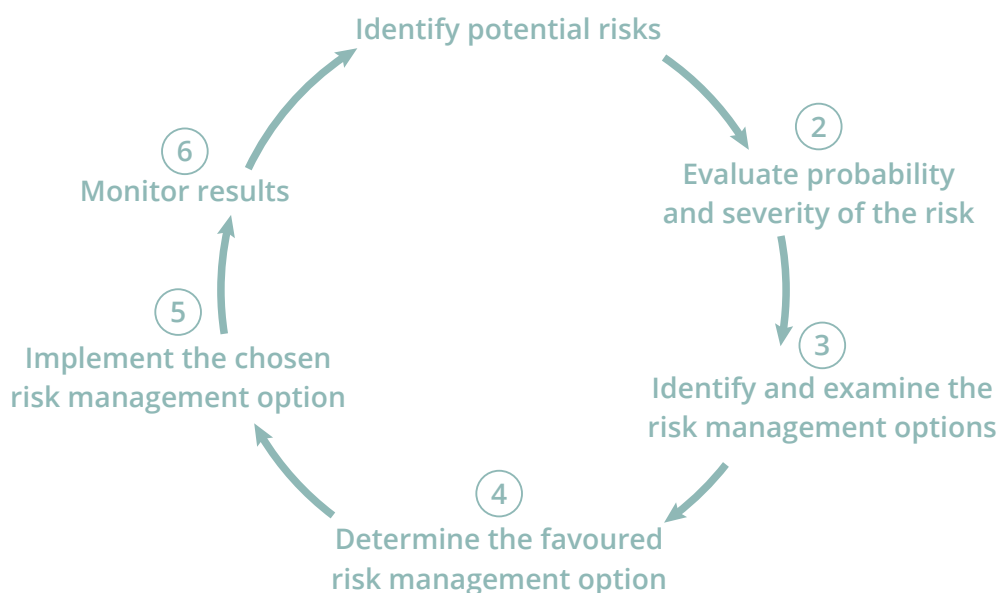 Identify potential risks
2
Evaluate probability
and severity of the risk
3
Identify and examine the
risk management options
4
Determine the favoured
risk management option
5
Implement the chosen
risk management option
6
Monitor results